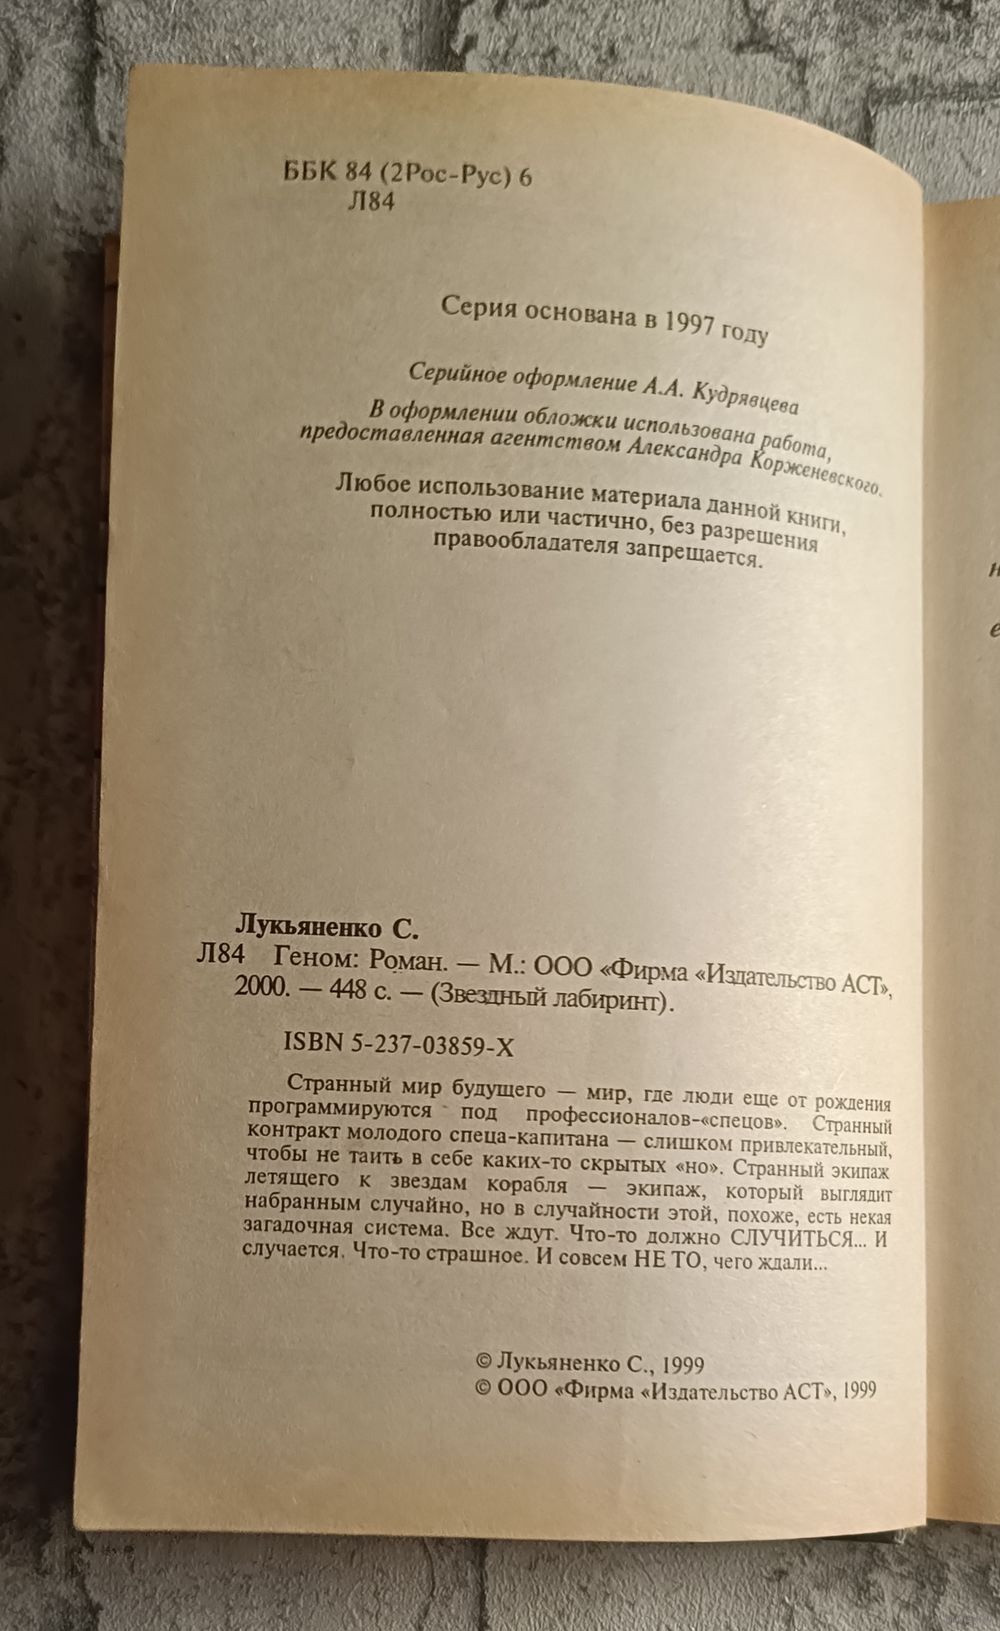 ББК 84 (2Рос-Рус) 6
Л84
Серия основана в 1997 году
Серийное оформление А.А. Кудрявцева
В оформлении обложки использована работа,
предоставленная агентством Александра Корженевского.
Любое использование материала данной книги,
полностью или частично, без разрешения
правообладателя запрещается.
Лукьяненко С.
Л84 Геном: Роман. — М.: ООО «Фирма «Издательство АСТ»,
2000. — 448 с. — (Звездный лабиринт).
ISBN 5-237-03859-X
Странный мир будущего — мир, где люди еще от рождения
программируются под профессионалов-«спецов». Странный
контракт молодого спеца-капитана — слишком привлекательный,
чтобы не таить в себе каких-то скрытых «но». Странный экипаж
летящего к звездам корабля — экипаж, который выглядит
набранным случайно, но в случайности этой, похоже, есть некая
загадочная система. Все ждут. Что-то должно СЛУЧИТЬСЯ... И
случается. Что-то страшное. И совсем НЕ ТО, чего ждали...
© Лукьяненко С., 1999
© ООО «Фирма «Издательство АСТ», 1999